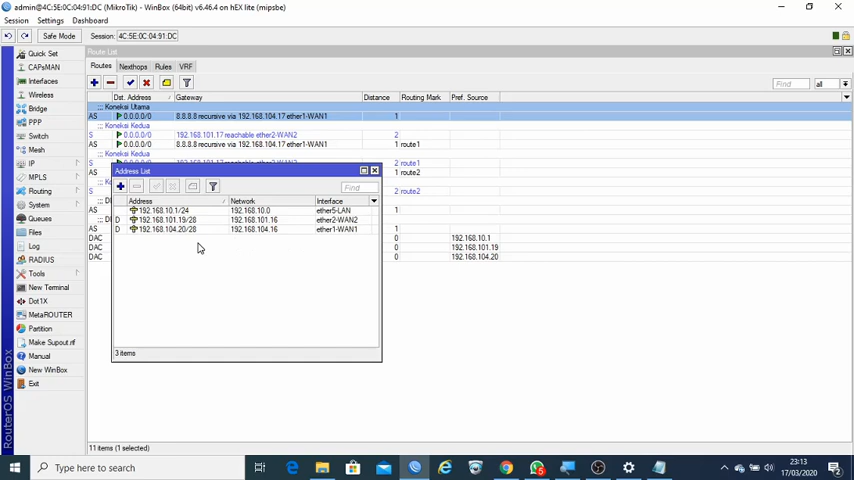 admin@4C:5E:0C:04:91:DC (MikroTik) - WinBox (64bit) v6.46.4 on hEX lite (mipsbe)
Session Settings Dashboard
Safe Mode Session: 4C:5E:0C:04:91:DC
Quick Set
CAPsMAN
Interfaces
Wireless
Bridge
PPP
Switch
Mesh
IP
MPLS
Routing
System
Queues
Files
Log
RADIUS
Tools
New Terminal
Dot1X
MetaROUTER
Partition
Make Supout.rif
Manual
New WinBox
Exit
RouterOS WinBox
Route List
Routes Nexthops Rules VRF
Find all
Dst. Address Gateway Distance Routing Mark Pref. Source
;;; Koneksi Utama
AS 0.0.0.0/0 8.8.8.8 recursive via 192.168.104.17 ether1-WAN1 1
;;; Koneksi Kedua
S 0.0.0.0/0 192.168.101.17 reachable ether2-WAN2 2
AS 0.0.0.0/0 8.8.8.8 recursive via 192.168.104.17 ether1-WAN1 1 route1
;;; Koneksi Kedua
S 2 route1
AS 1 route2
S 2 route2
AS 1
AS 1
DAC 0 192.168.10.1
DAC 0 192.168.101.19
DAC 0 192.168.104.20
Address List
Find
Address Network Interface
192.168.10.1/24 192.168.10.0 ether5-LAN
D 192.168.101.19/28 192.168.101.16 ether2-WAN2
D 192.168.104.20/28 192.168.104.16 ether1-WAN1
3 items
11 items (1 selected)
Type here to search
23:13
17/03/2020
2